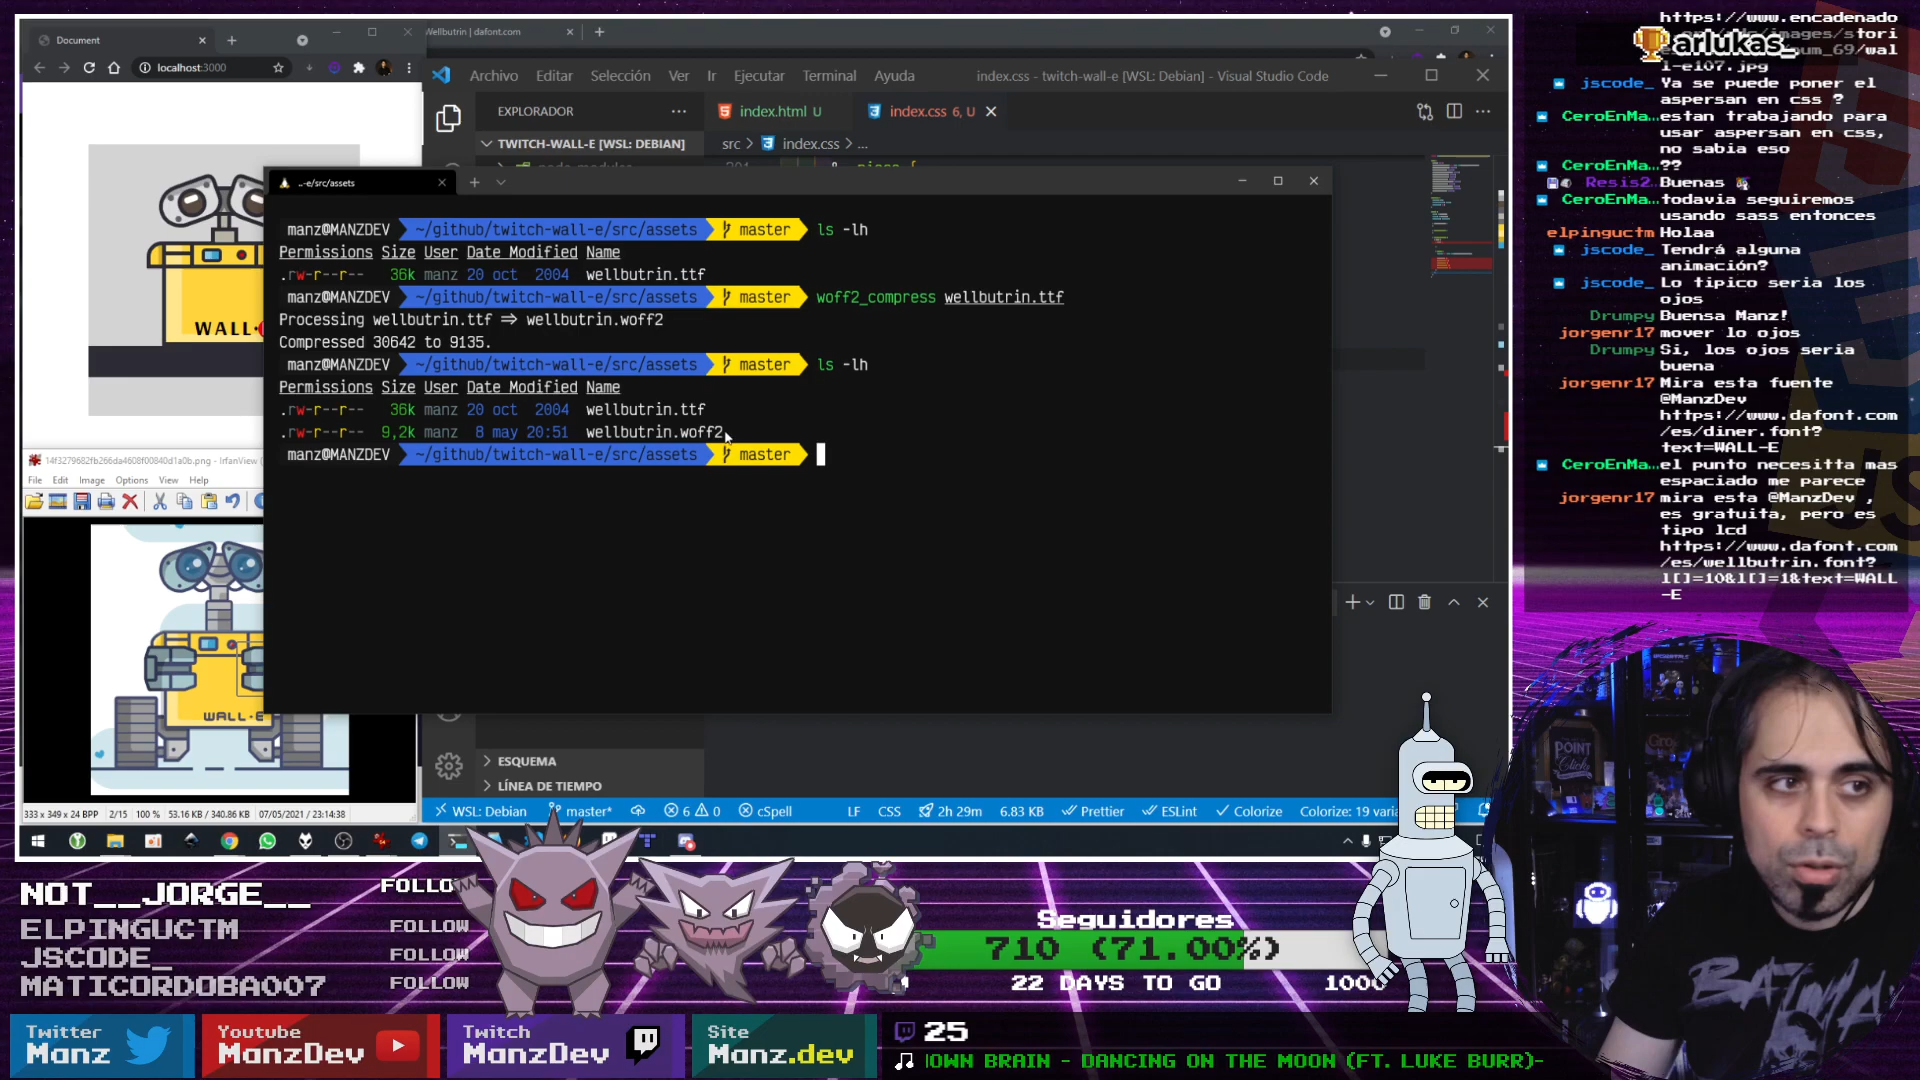 Document
localhost:3000
WALL·
Wellbutrin | dafont.com
Archivo Editar Selección Ver Ir Ejecutar Terminal Ayuda
index.css - twitch-wall-e [WSL: Debian] - Visual Studio Code
EXPLORADOR
TWITCH-WALL-E [WSL: DEBIAN]
index.html U
index.css 6, U
src > index.css > ...
..-e/src/assets
manz@MANZDEV ~/github/twitch-wall-e/src/assets master ls -lh
Permissions Size User Date Modified Name
.rw-r--r-- 36k manz 20 oct 2004 wellbutrin.ttf
manz@MANZDEV ~/github/twitch-wall-e/src/assets master woff2_compress wellbutrin.ttf
Processing wellbutrin.ttf => wellbutrin.woff2
Compressed 30642 to 9135.
manz@MANZDEV ~/github/twitch-wall-e/src/assets master ls -lh
Permissions Size User Date Modified Name
.rw-r--r-- 36k manz 20 oct 2004 wellbutrin.ttf
.rw-r--r-- 9,2k manz 8 may 20:51 wellbutrin.woff2
manz@MANZDEV ~/github/twitch-wall-e/src/assets master
14f3279682fb266da4608f00840d1a0b.png - IrfanView
File Edit Image Options View Help
WALL·E
333 x 349 x 24 BPP 2/15 100 % 53.16 KB / 340.86 KB 07/05/2021 / 23:14:38
ESQUEMA
LÍNEA DE TIEMPO
WSL: Debian master* 6 0 cSpell LF CSS 2h 29m 6.83 KB Prettier ESLint Colorize Colorize: 19 varia
https://www.encadenado
arlukas_
l-e107.jpg
jscode_ Ya se puede poner el
aspersan en css ?
CeroEnMa... estan trabajando para
usar aspersan en css,
no sabia eso
CeroEnMa... ??
Resis2... Buenas
CeroEnMa... todavia seguiremos
usando sass entonces
elpinguctm Holaa
jscode_ Tendrá alguna
animación?
jscode_ Lo tipico seria los
ojos
Drumpy Buensa Manz!
jorgenr17 mover lo ojos
Drumpy Si, los ojos seria
buena
jorgenr17 Mira esta fuente
@ManzDev
https://www.dafont.com
/es/diner.font?
text=WALL-E
CeroEnMa... el punto necesitta mas
espaciado me parece
jorgenr17 mira esta @ManzDev ,
es gratuita, pero es
tipo lcd
https://www.dafont.com
/es/wellbutrin.font?
l[]=10&l[]=1&text=WALL
-E
POINT
Click
NOT__JORGE__ FOLLO
ELPINGUCTM FOLLOW
JSCODE_ FOLLOW
MATICORDOBA007 FOLLOW
Seguidores
710 (71.00%)
22 DAYS TO GO
1000
Twitter
Manz
Youtube
ManzDev
Twitch
ManzDev
Site
Manz.dev
25
OWN BRAIN - DANCING ON THE MOON (FT. LUKE BURR)-